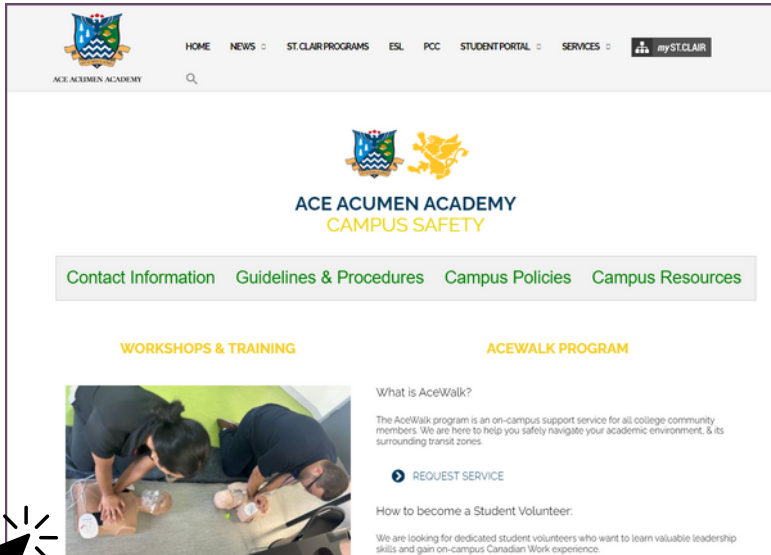 HOME NEWS ST. CLAIR PROGRAMS ESL PCC STUDENT PORTAL SERVICES my ST.CLAIR
ACE ACUMEN ACADEMY
ACE ACUMEN ACADEMY
CAMPUS SAFETY
Contact Information Guidelines & Procedures Campus Policies Campus Resources
WORKSHOPS & TRAINING
ACEWALK PROGRAM
What is AceWalk?
The AceWalk program is an on-campus support service for all college community
members. We are here to help you safely navigate your academic environment, & its
surrounding transit zones.
REQUEST SERVICE
How to become a Student Volunteer:
We are looking for dedicated student volunteers who want to learn valuable leadership
skills and gain on-campus Canadian Work experience.